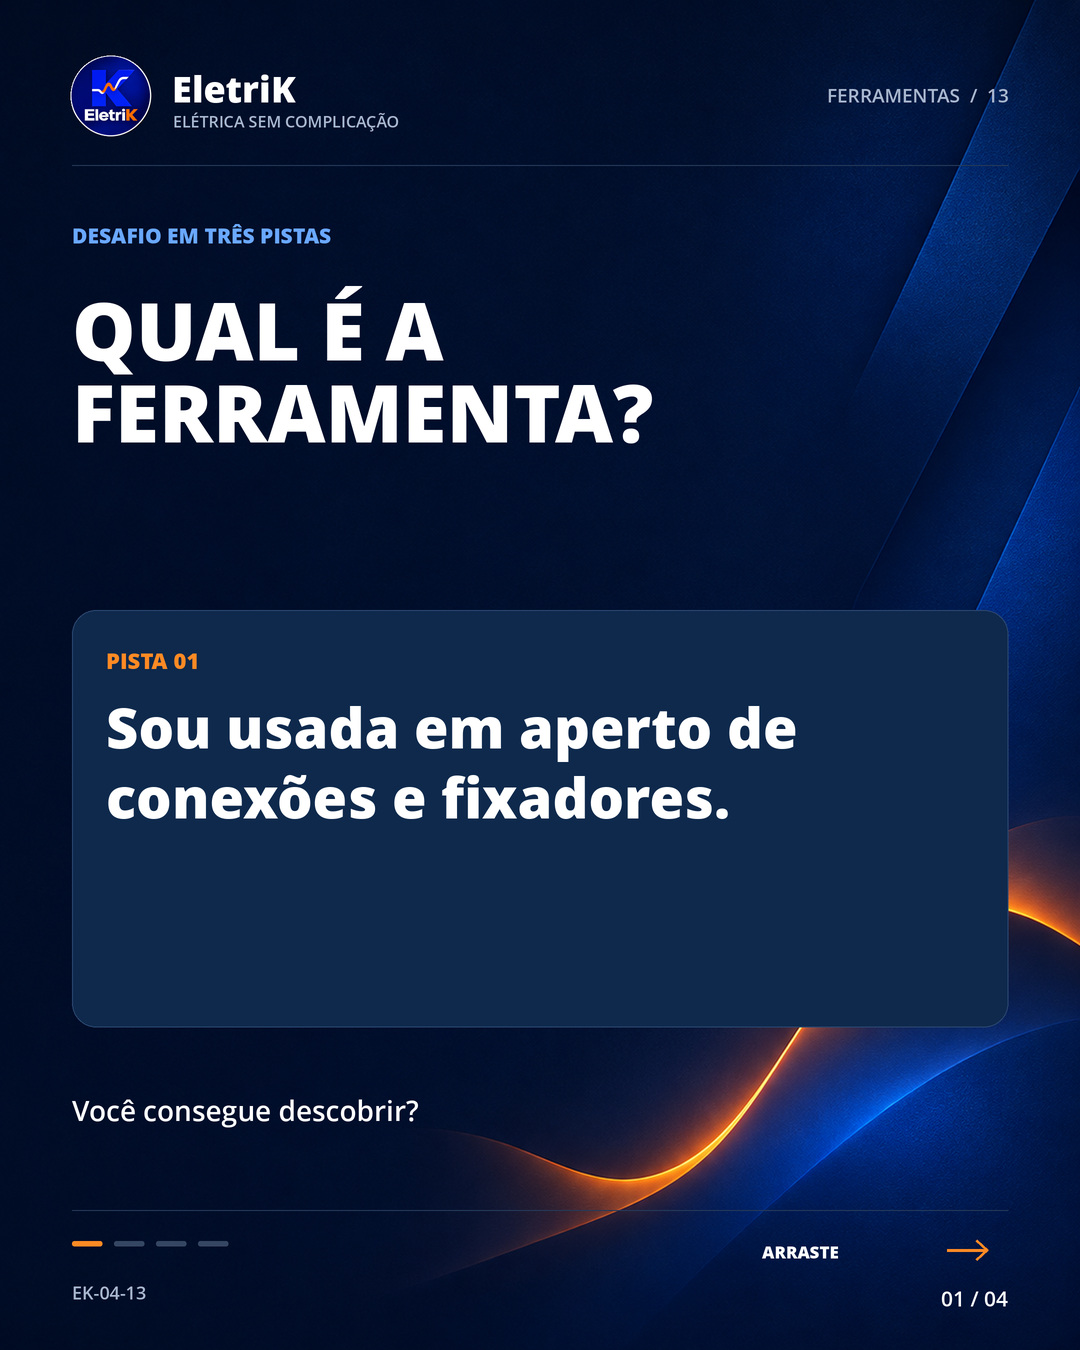 EletriK
EletriK
ELÉTRICA SEM COMPLICAÇÃO
FERRAMENTAS / 13
DESAFIO EM TRÊS PISTAS
QUAL É A
FERRAMENTA?
PISTA 01
Sou usada em aperto de
conexões e fixadores.
Você consegue descobrir?
ARRASTE
EK-04-13
01 / 04